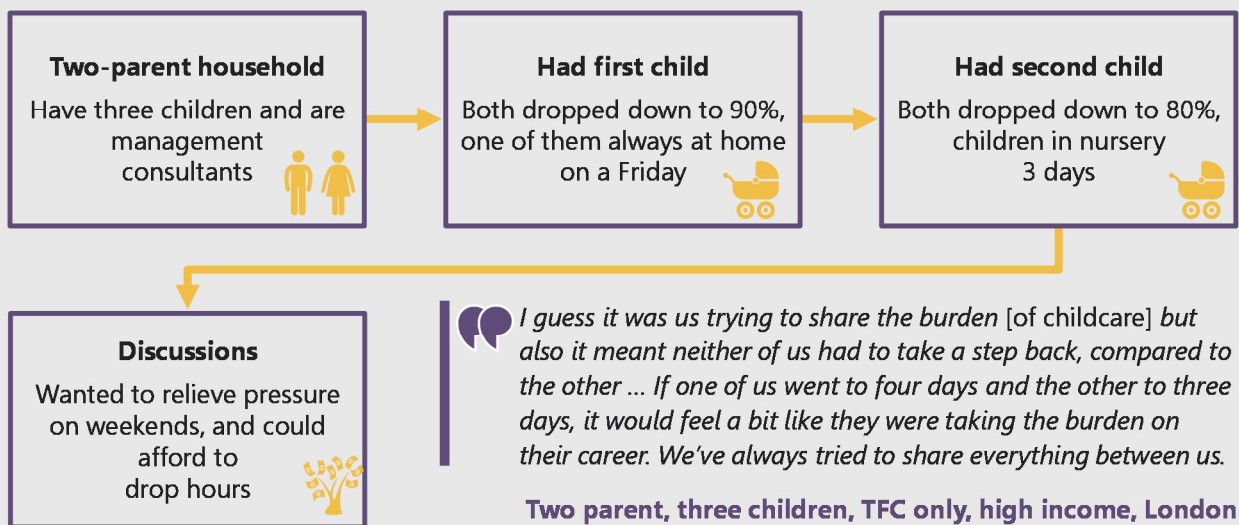 Two-parent household
Have three children and are
management
consultants
Had first child
Both dropped down to 90%,
one of them always at home
on a Friday
Had second child
Both dropped down to 80%,
children in nursery
3 days
Discussions
Wanted to relieve pressure
on weekends, and could
afford to
drop hours
I guess it was us trying to share the burden [of childcare] but
also it meant neither of us had to take a step back, compared to
the other ... If one of us went to four days and the other to three
days, it would feel a bit like they were taking the burden on
their career. We’ve always tried to share everything between us.
Two parent, three children, TFC only, high income, London